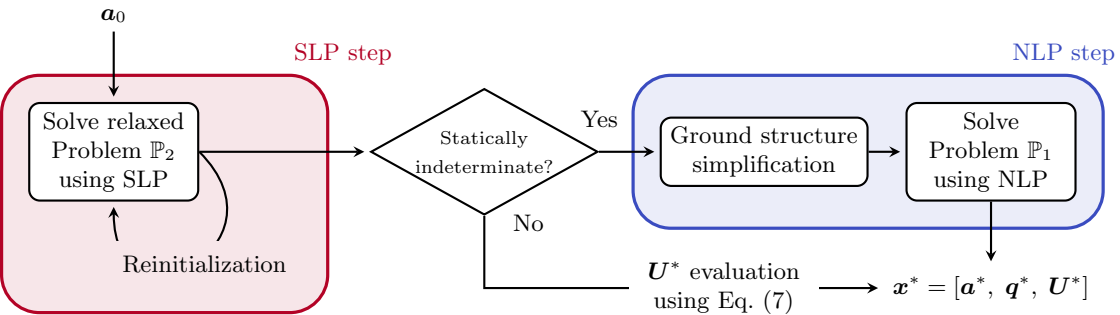 a₀
SLP step
NLP step
Solve relaxed
Problem ℙ₂
using SLP
Reinitialization
Statically
indeterminate?
Yes
No
Ground structure
simplification
Solve
Problem ℙ₁
using NLP
U* evaluation
using Eq. (7)
x* = [a*, q*, U*]